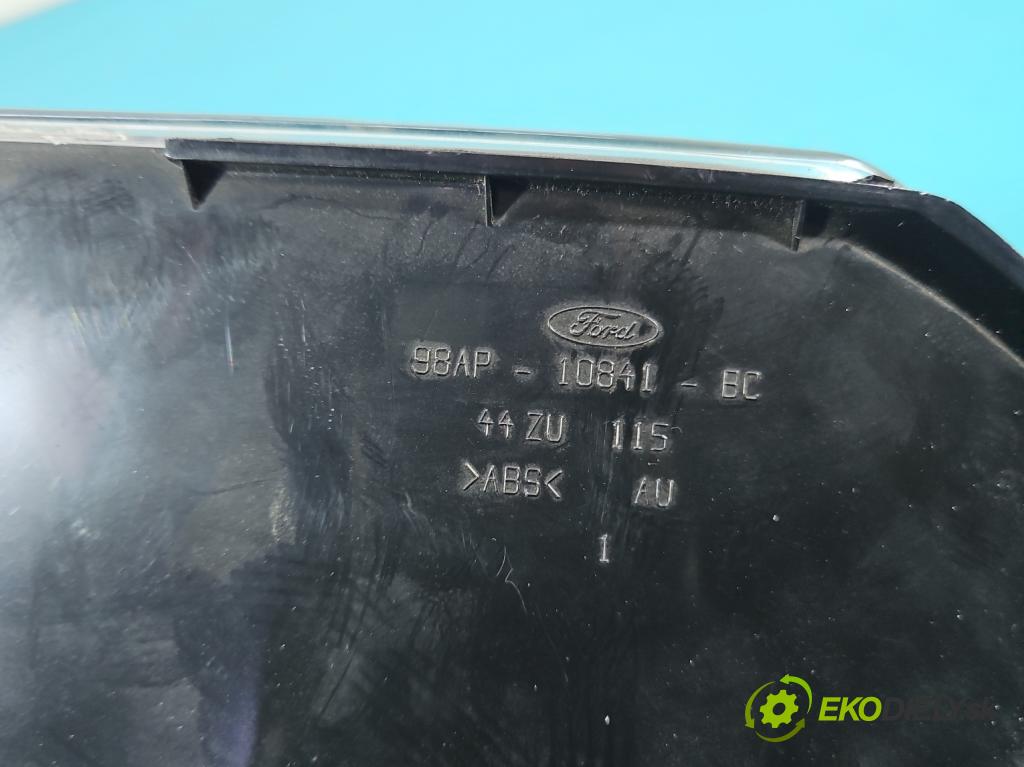 Ford
98AP - 10841 - BC
44 ZU 115
>ABS< AU
1
EKODIELY.sk